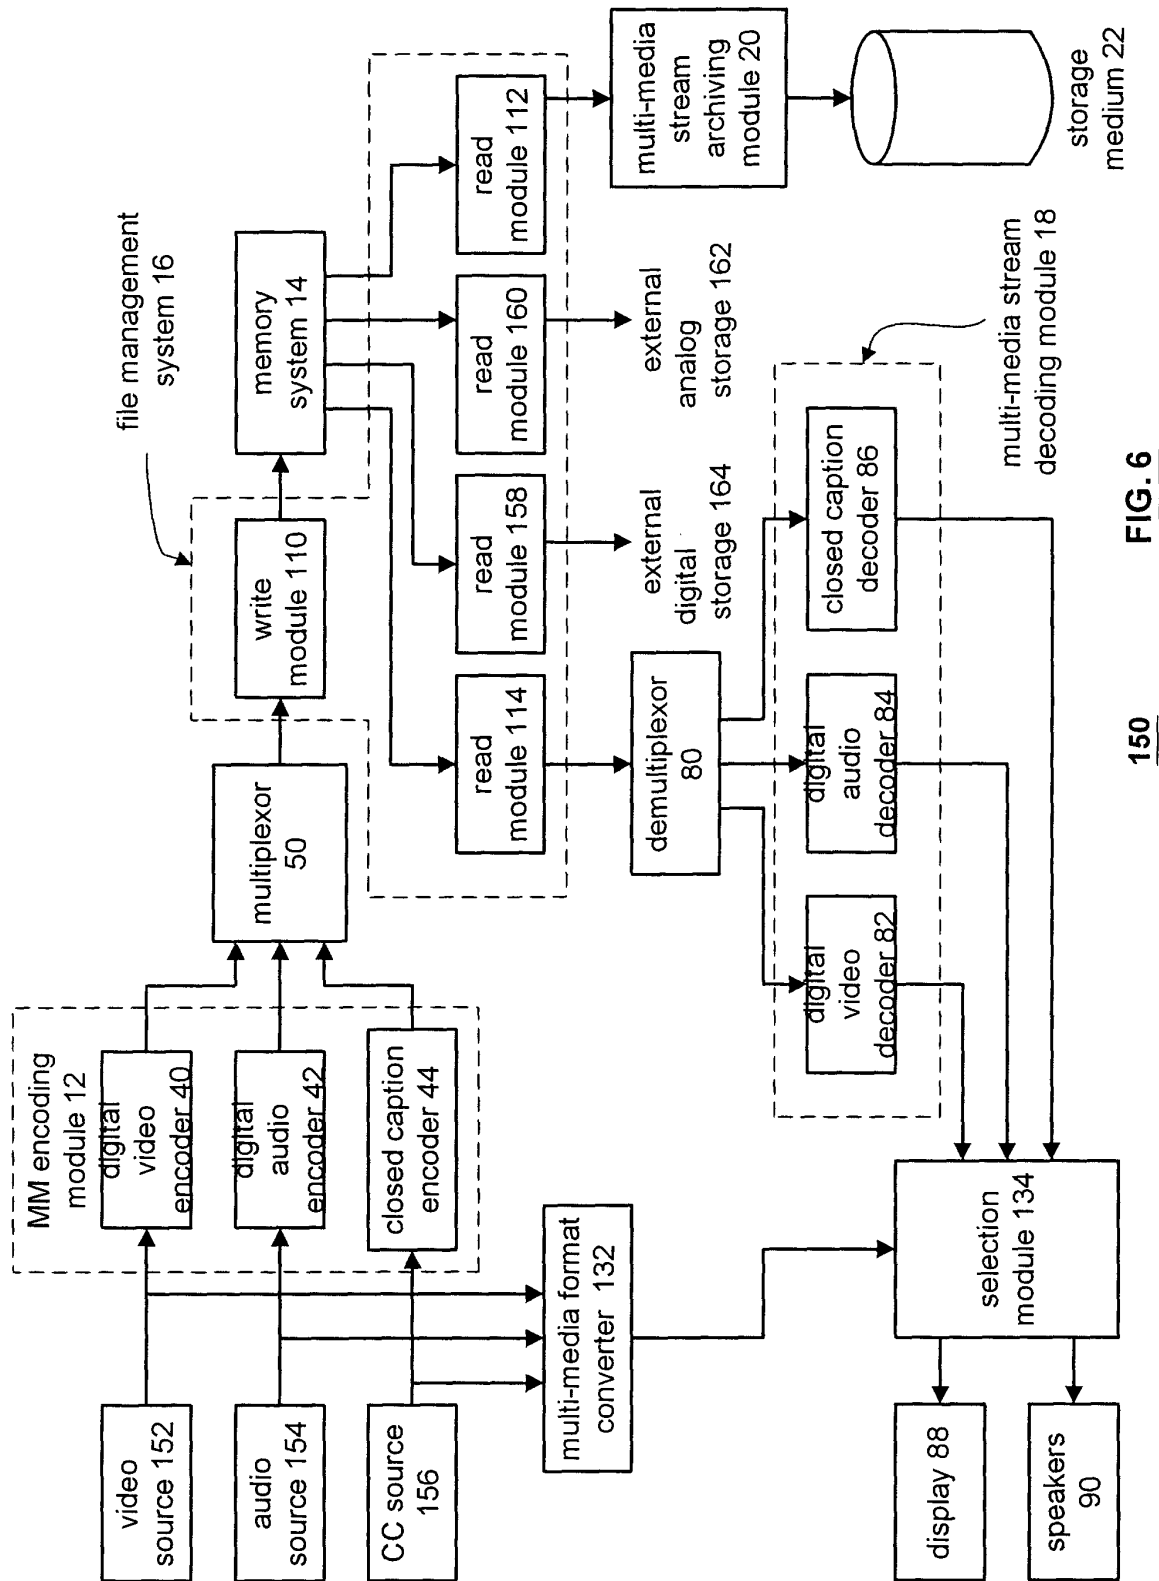 video
source 152
audio
source 154
CC source
156
MM encoding
module 12
digital
video
encoder 40
digital
audio
encoder 42
closed caption
encoder 44
multiplexor
50
write
module 110
file management
system 16
memory
system 14
read
module 114
read
module 158
read
module 160
read
module 112
multi-media
stream
archiving
module 20
storage
medium 22
external
digital
storage 164
external
analog
storage 162
multi-media format
converter 132
demultiplexor
80
digital
video
decoder 82
digital
audio
decoder 84
closed caption
decoder 86
multi-media stream
decoding module 18
selection
module 134
display 88
speakers
90
150
FIG. 6